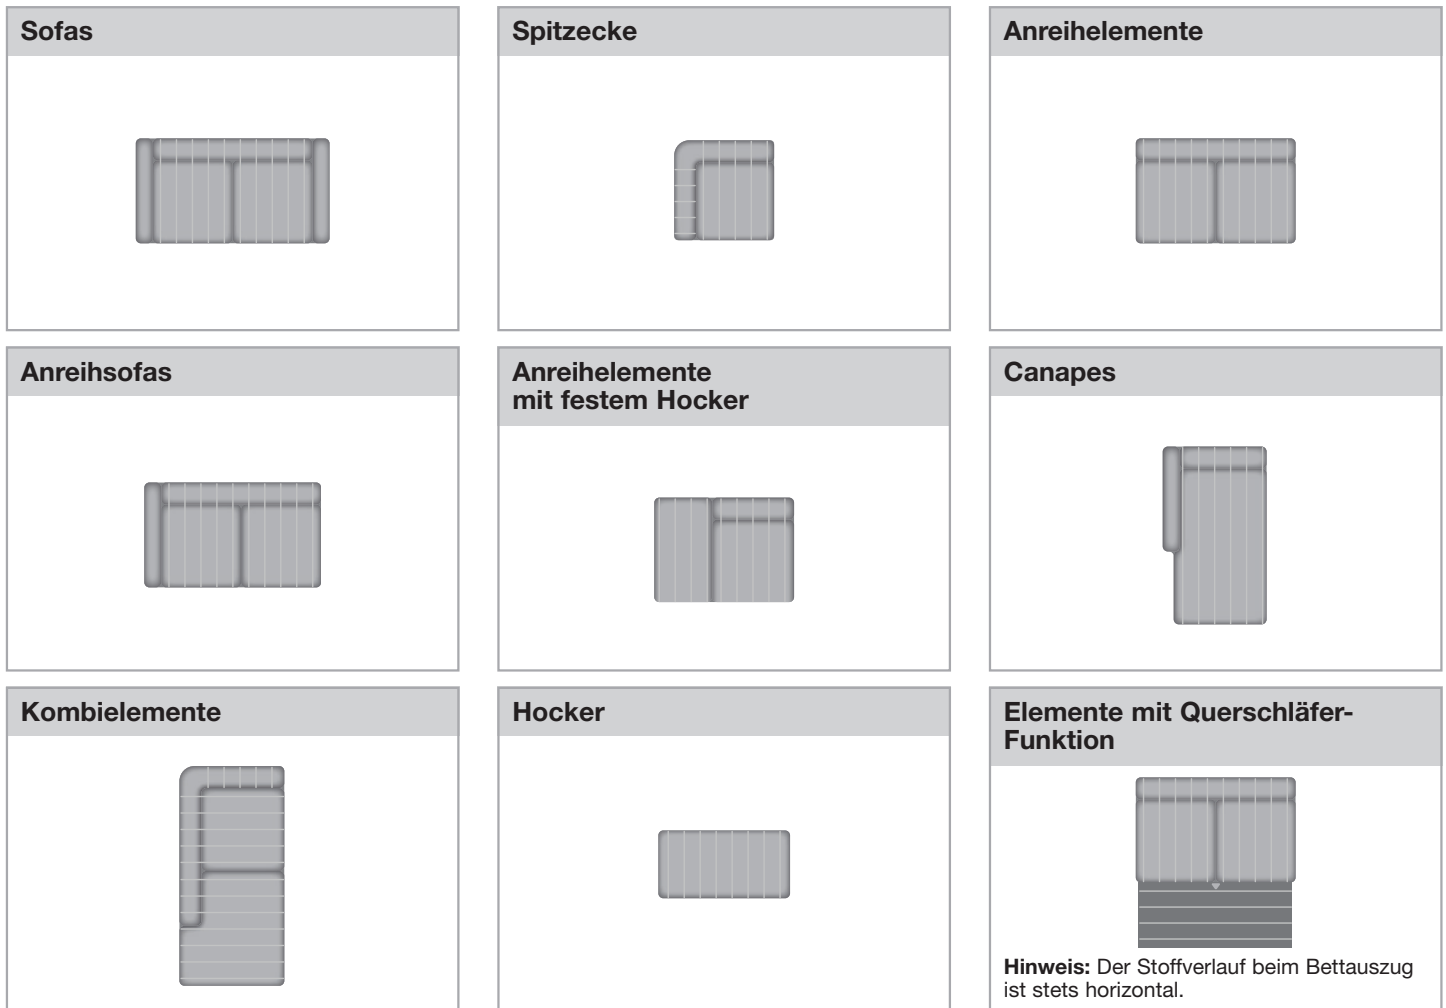 Sofas
Spitzecke
Anreihelemente
Anreihsofas
Anreihelemente
mit festem Hocker
Canapes
Kombielemente
Hocker
Elemente mit Querschläfer-
Funktion
Hinweis: Der Stoffverlauf beim Bettauszug
ist stets horizontal.